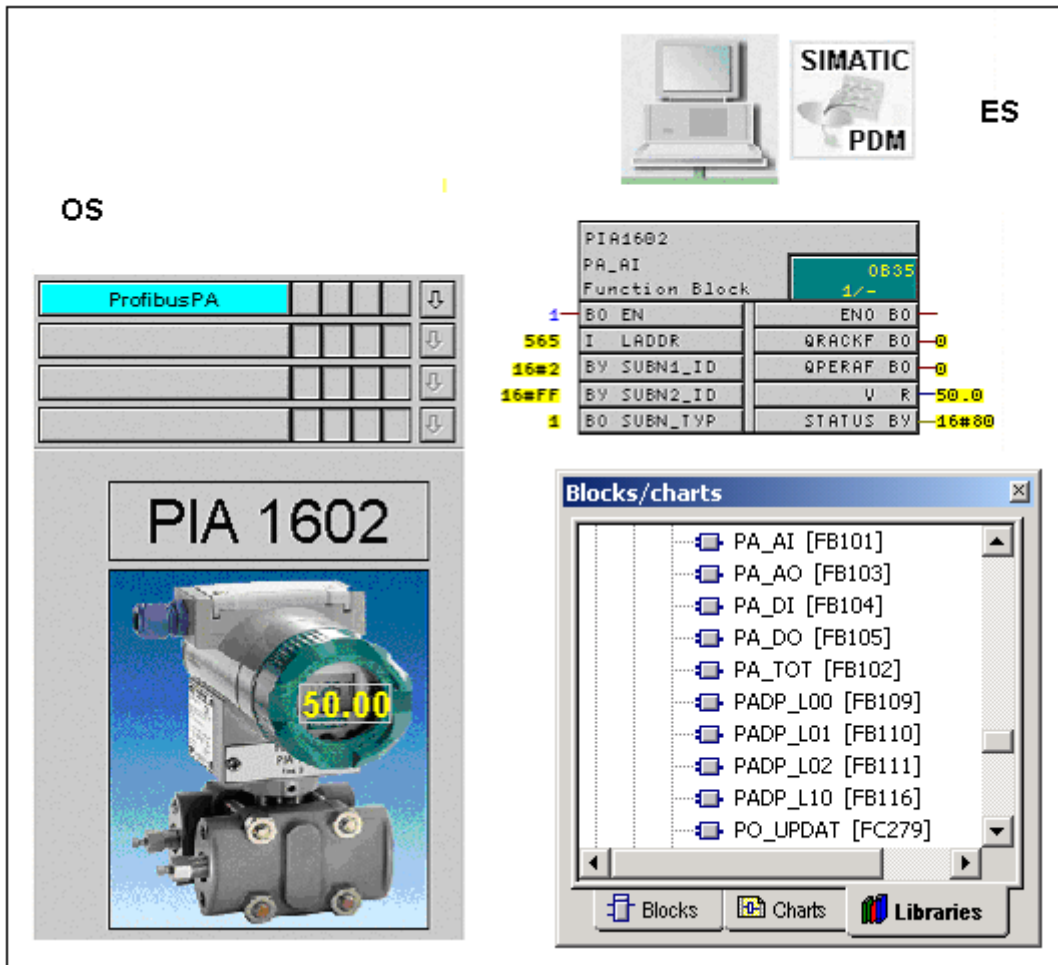 SIMATIC
PDM
ES
OS
PIA1602
PA_AI
Function Block
OB35
1/-
1 BO EN ENO BO
565 I LADDR QRACKF BO 0
16#2 BY SUBN1_ID QPERAF BO 0
16#FF BY SUBN2_ID V R 50.0
1 BO SUBN_TYP STATUS BY 16#80
ProfibusPA
PIA 1602
50.00
Blocks/charts
PA_AI [FB101]
PA_AO [FB103]
PA_DI [FB104]
PA_DO [FB105]
PA_TOT [FB102]
PADP_L00 [FB109]
PADP_L01 [FB110]
PADP_L02 [FB111]
PADP_L10 [FB116]
PO_UPDAT [FC279]
Blocks Charts Libraries